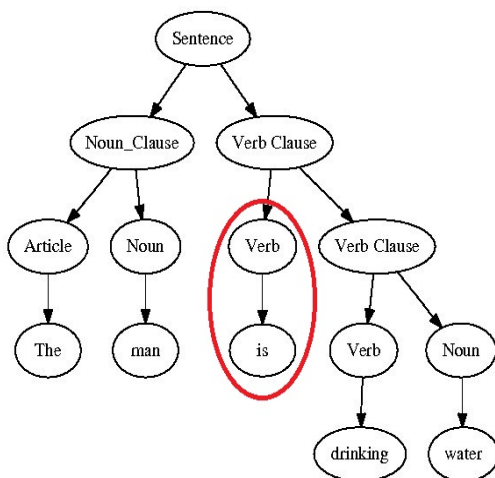 Sentence
Noun_Clause Verb Clause
Article Noun Verb Verb Clause
The man is Verb Noun
drinking water